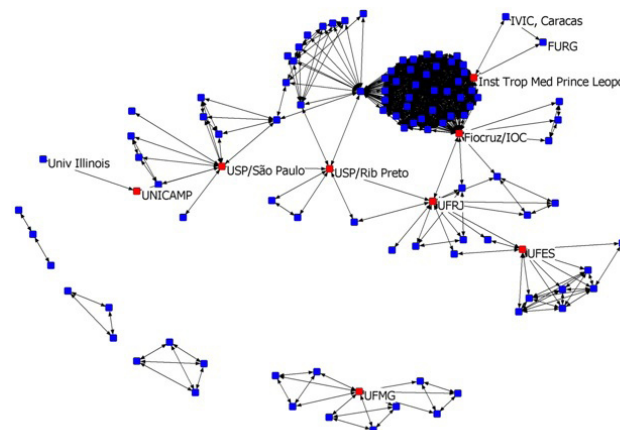 IVIC, Caracas
FURG
Inst Trop Med Prince Leopo
Fiocruz/IOC
Univ Illinois
USP/São Paulo
USP/Rib Preto
UNICAMP
UFRJ
UFES
UFMG